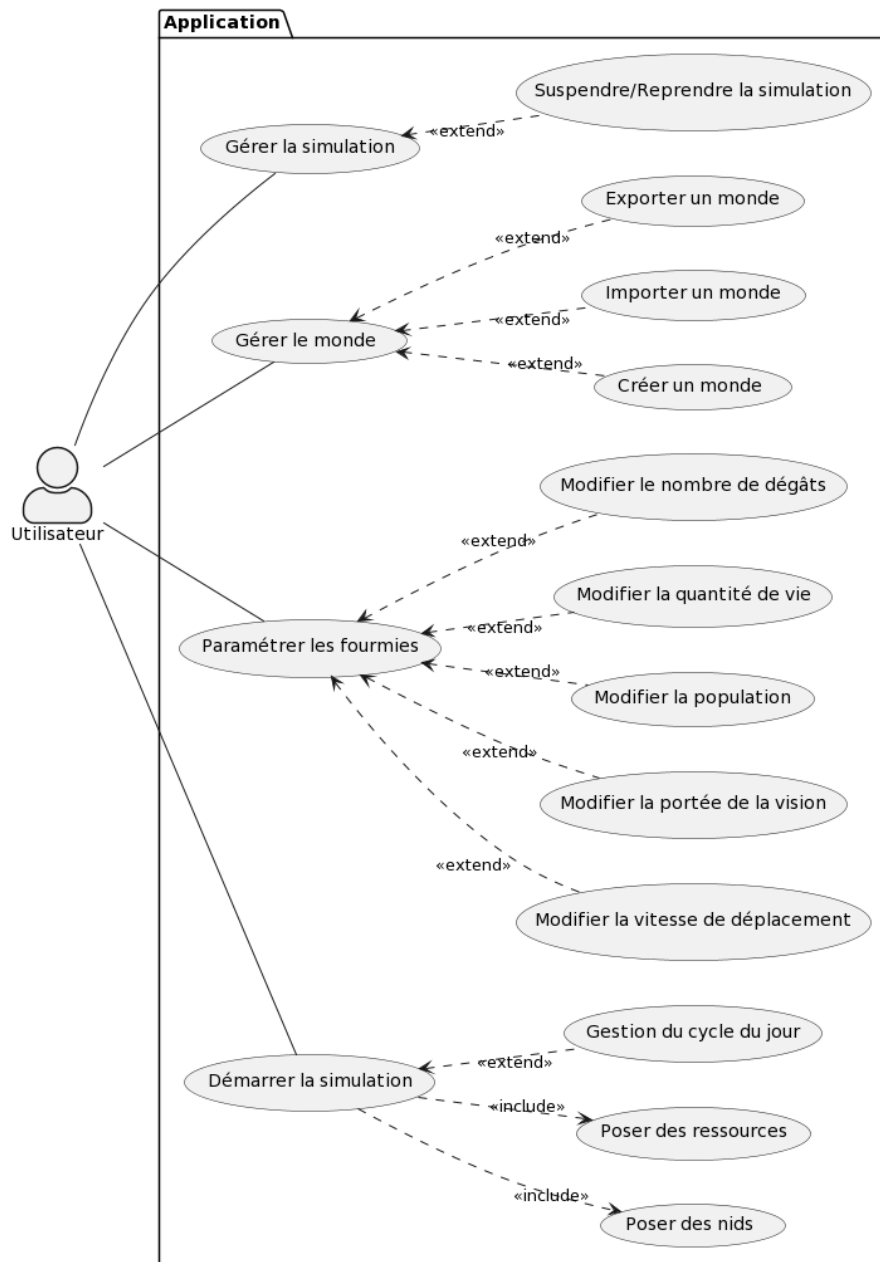 Application
Suspendre/Reprendre la simulation
«extend»
Gérer la simulation
Exporter un monde
«extend»
Importer un monde
«extend»
Gérer le monde
«extend»
Créer un monde
Modifier le nombre de dégâts
Utilisateur
«extend»
Modifier la quantité de vie
«extend»
Paramétrer les fourmies
«extend»
Modifier la population
«extend»
Modifier la portée de la vision
«extend»
Modifier la vitesse de déplacement
Gestion du cycle du jour
«extend»
Démarrer la simulation
«include»
Poser des ressources
«include»
Poser des nids